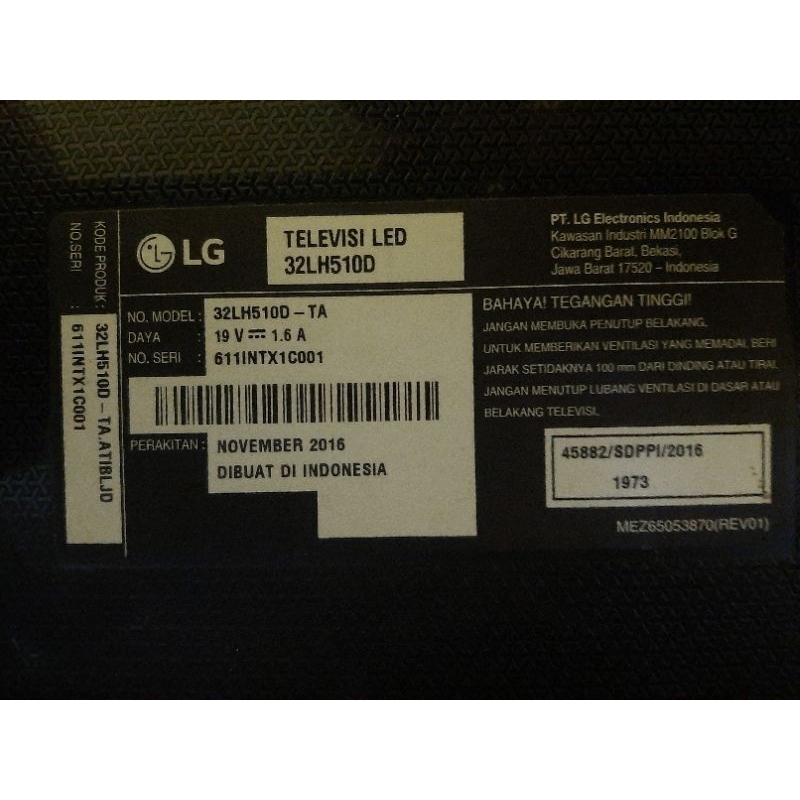 KODE PRODUK: 32LH510D - TA.ATIBLJD
NO.SERI : 611INTX1C001
LG
TELEVISI LED
32LH510D
PT. LG Electronics Indonesia
Kawasan Industri MM2100 Blok G
Cikarang Barat, Bekasi,
Jawa Barat 17520 – Indonesia
NO. MODEL : 32LH510D – TA
DAYA : 19 V ⎓ 1.6 A
NO. SERI : 611INTX1C001
PERAKITAN : NOVEMBER 2016
DIBUAT DI INDONESIA
BAHAYA! TEGANGAN TINGGI!
JANGAN MEMBUKA PENUTUP BELAKANG.
UNTUK MEMBERIKAN VENTILASI YANG MEMADAI, BERI
JARAK SETIDAKNYA 100 mm DARI DINDING ATAU TIRAI.
JANGAN MENUTUP LUBANG VENTILASI DI DASAR ATAU
BELAKANG TELEVISI.
45882/SDPPI/2016
1973
MEZ65053870(REV01)